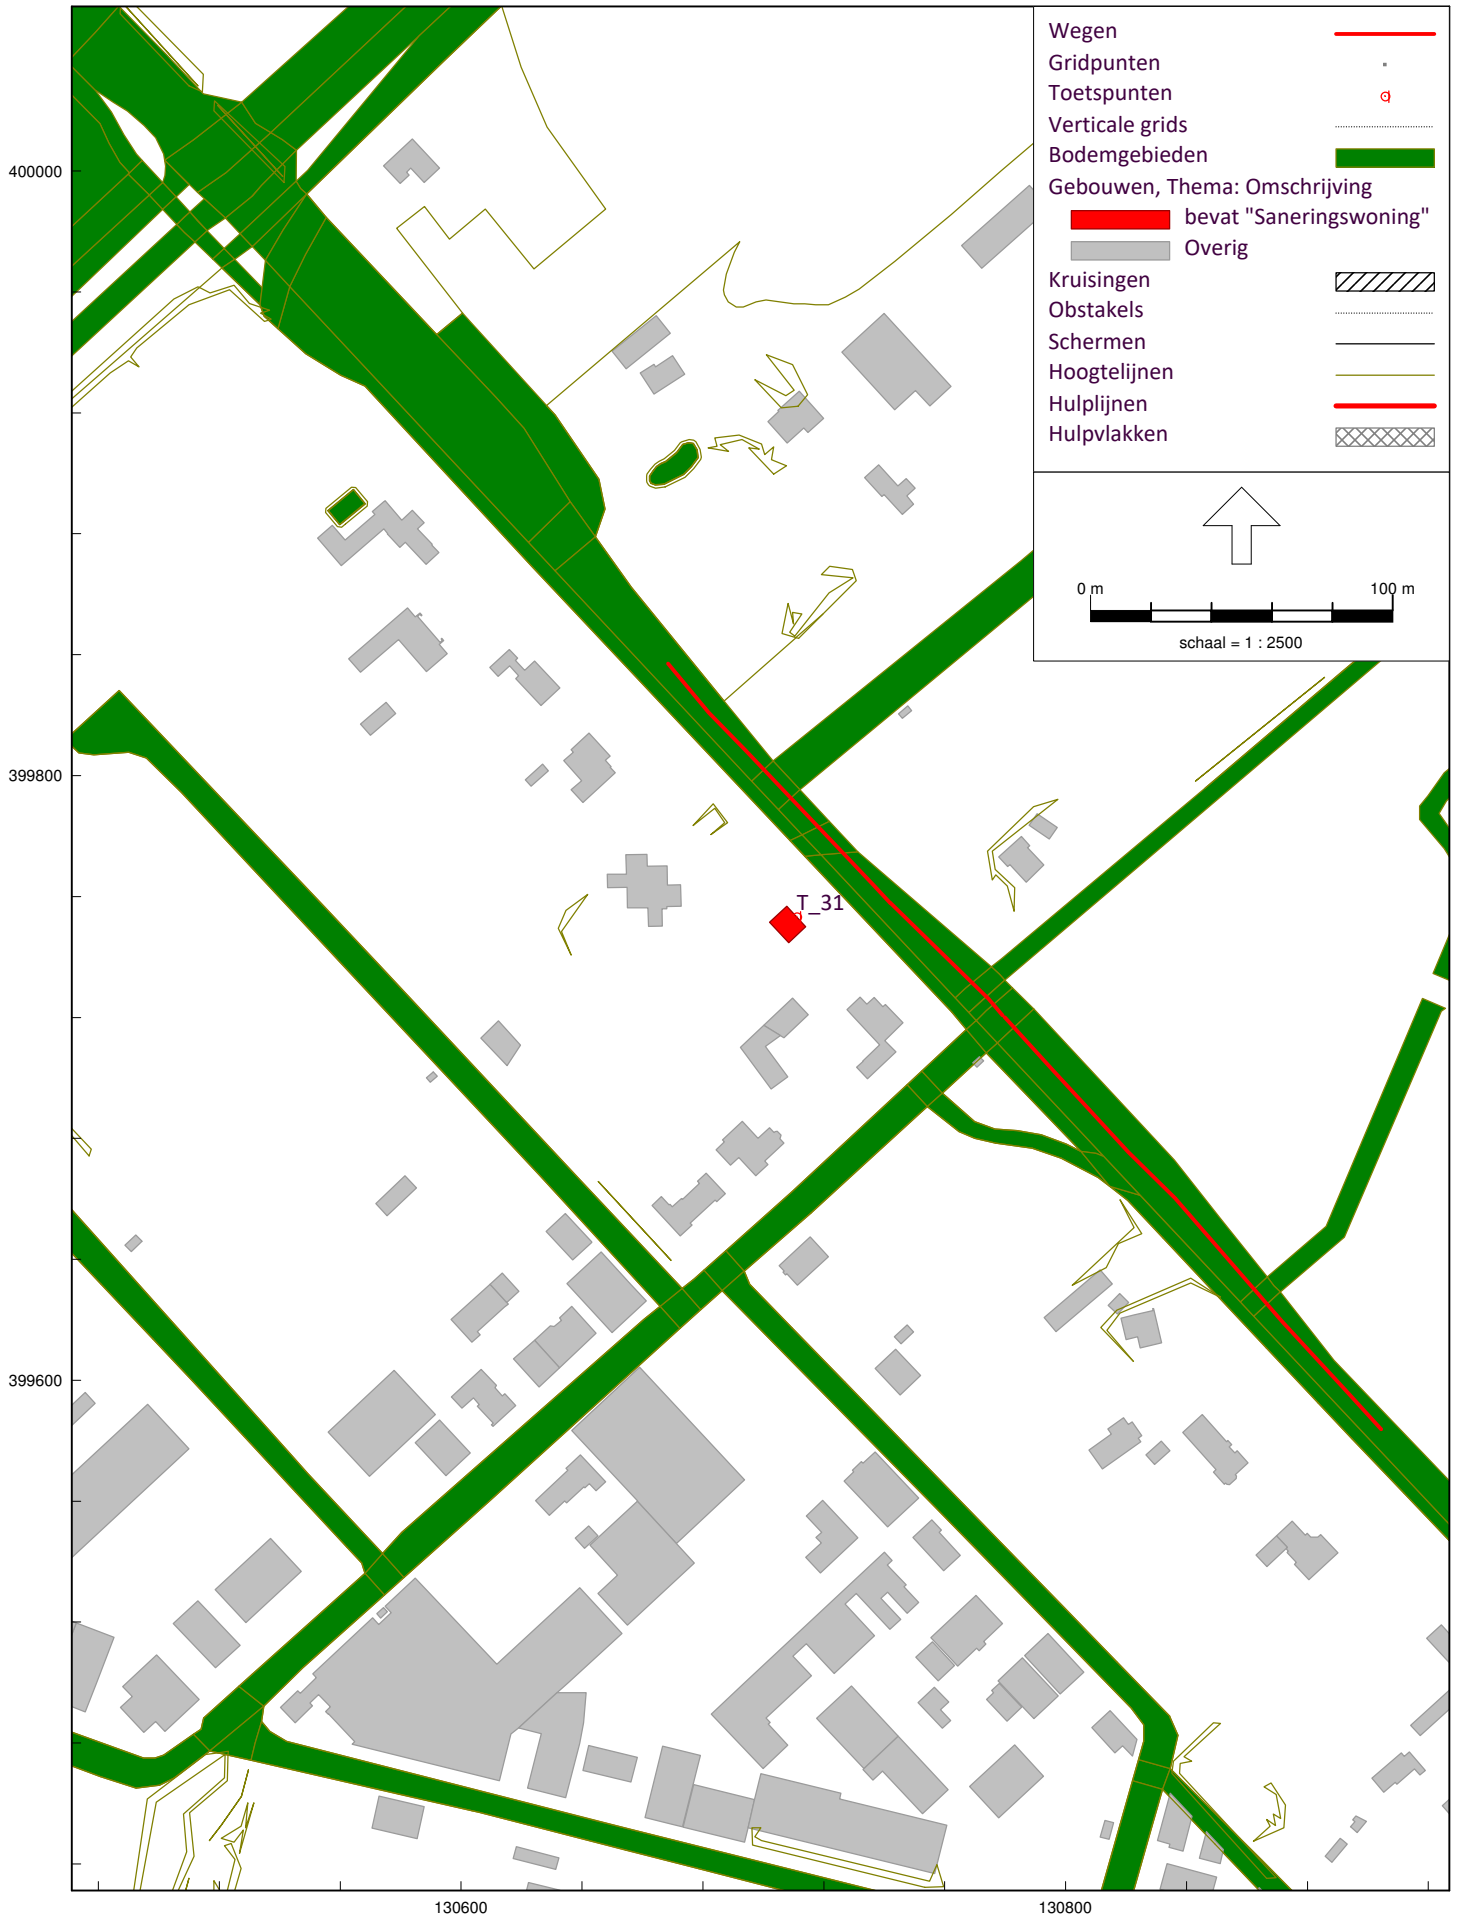 Wegen
Gridpunten
Toetspunten
Verticale grids
Bodemgebieden
Gebouwen, Thema: Omschrijving
bevat "Saneringswoning"
Overig
Kruisingen
Obstakels
Schermen
Hoogtelijnen
Hulplijnen
Hulpvlakken
0 m 100 m
schaal = 1 : 2500
400000
399800
T_31
399600
130600 130800